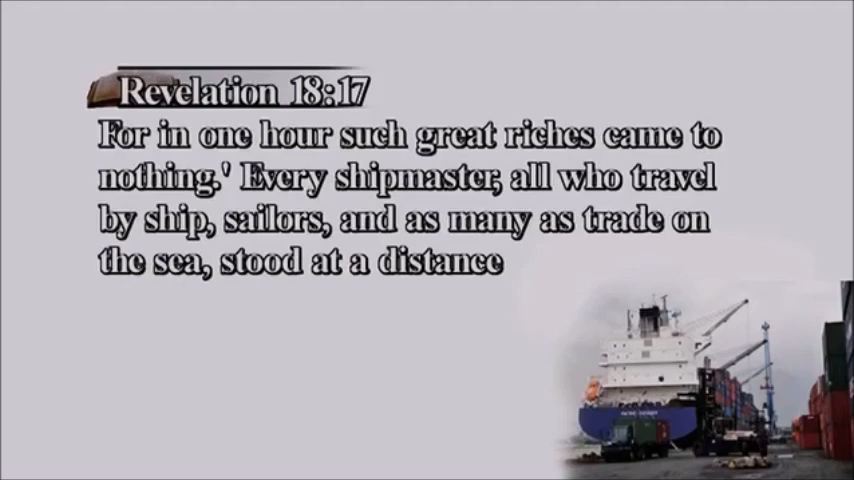 Revelation 18:17
For in one hour such great riches came to
nothing.' Every shipmaster, all who travel
by ship, sailors, and as many as trade on
the sea, stood at a distance